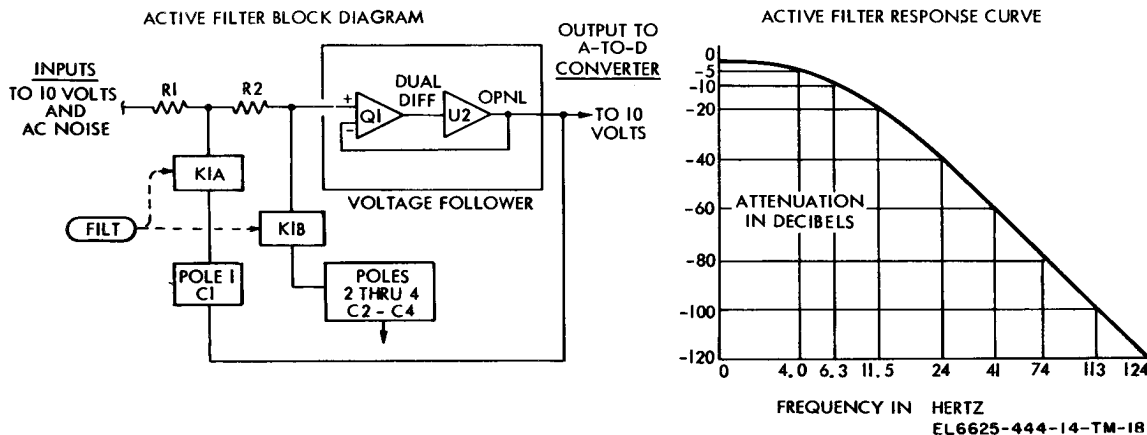 ACTIVE FILTER BLOCK DIAGRAM
INPUTS
TO 10 VOLTS
AND
AC NOISE
R1
R2
K1A
FILT
K1B
POLE 1
C1
POLES
2 THRU 4
C2-C4
+
-
Q1
DUAL
DIFF
U2
OPNL
VOLTAGE FOLLOWER
OUTPUT TO
A-TO-D
CONVERTER
TO 10
VOLTS
ACTIVE FILTER RESPONSE CURVE
0
-5
-10
-20
-40
-60
-80
-100
-120
ATTENUATION
IN DECIBELS
0 4.0 6.3 11.5 24 41 74 113 124
FREQUENCY IN HERTZ
EL6625-444-14-TM-18